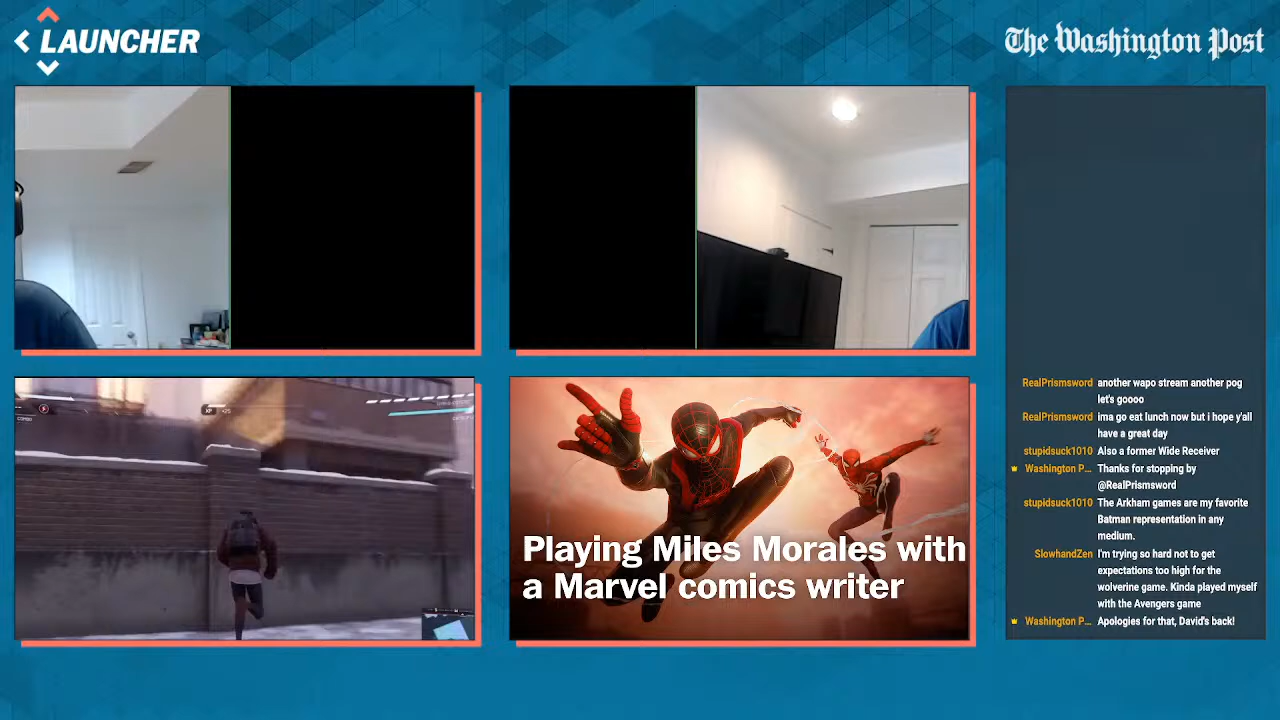 LAUNCHER
The Washington Post
XP +25
Playing Miles Morales with
a Marvel comics writer
RealPrismsword another wapo stream another pog
let's goooo
RealPrismsword ima go eat lunch now but i hope y'all
have a great day
stupidsuck1010 Also a former Wide Receiver
Washington P... Thanks for stopping by
@RealPrismsword
stupidsuck1010 The Arkham games are my favorite
Batman representation in any
medium.
SlowhandZen I'm trying so hard not to get
expectations too high for the
wolverine game. Kinda played myself
with the Avengers game
Washington P... Apologies for that, David's back!